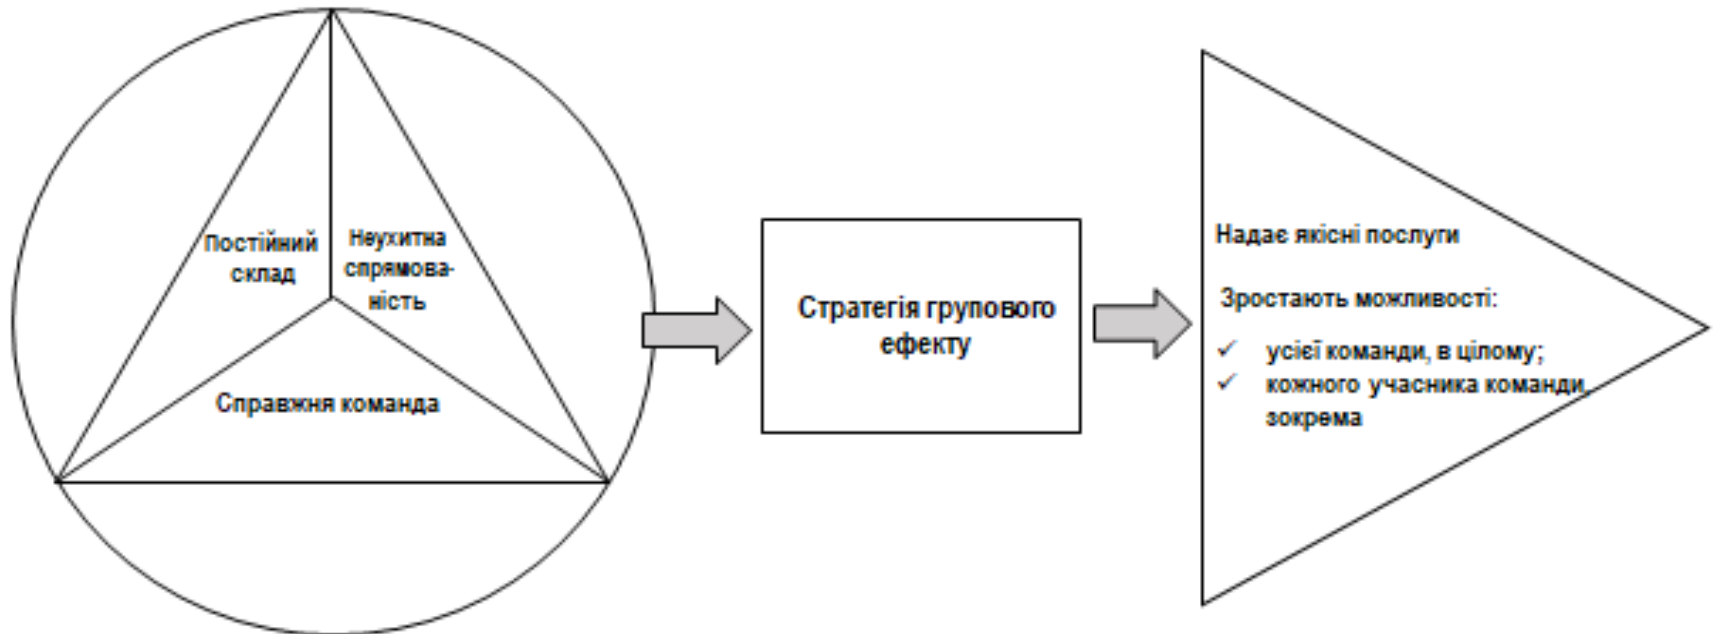 Постійний
склад
Неухитна
спрямова-
ність
Справжня команда
Стратегія групового
ефекту
Надає якісні послуги
Зростають можливості:
✓ усієї команди, в цілому;
✓ кожного учасника команди,
зокрема